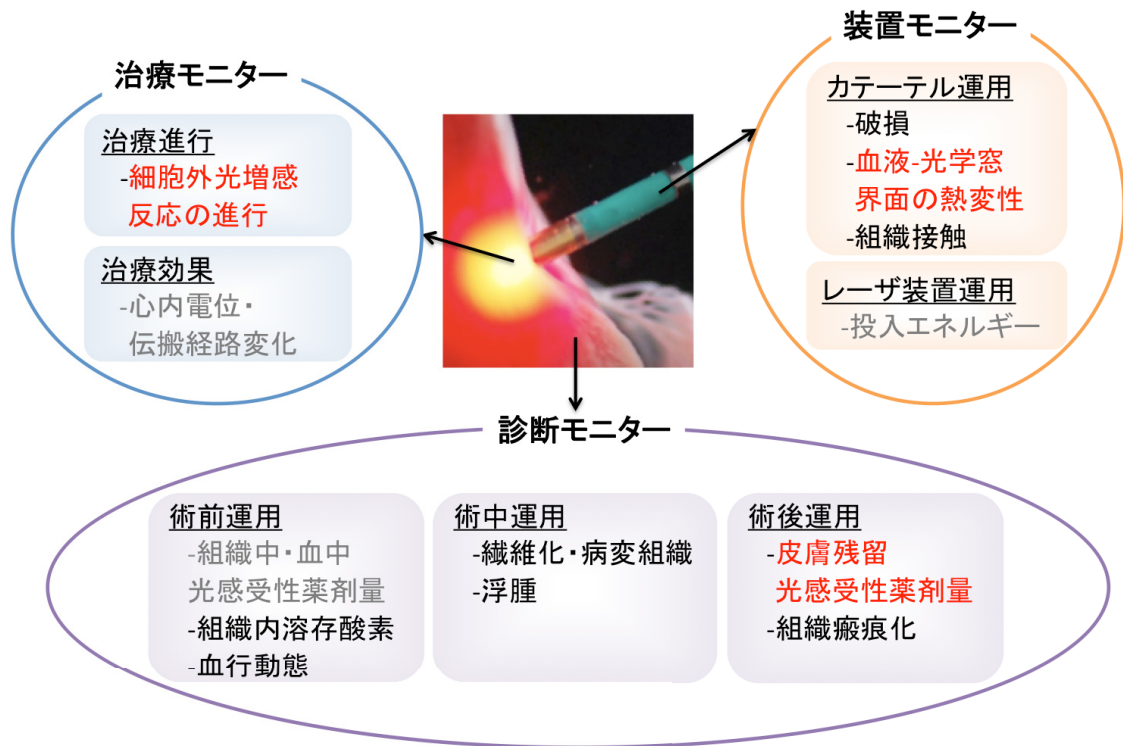 治療モニター
治療進行
-細胞外光増感
反応の進行
治療効果
-心内電位・
伝搬経路変化
装置モニター
カテーテル運用
-破損
-血液-光学窓
界面の熱変性
-組織接触
レーザ装置運用
-投入エネルギー
診断モニター
術前運用
-組織中・血中
光感受性薬剤量
-組織内溶存酸素
-血行動態
術中運用
-繊維化・病変組織
-浮腫
術後運用
-皮膚残留
光感受性薬剤量
-組織瘢痕化